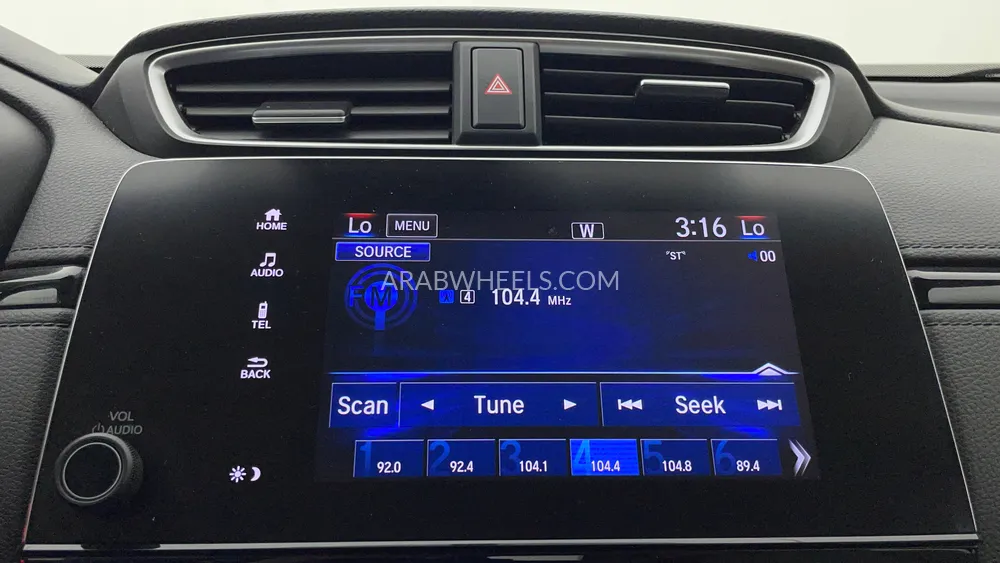 Lo MENU W 3:16 Lo
HOME
SOURCE "ST" 00
AUDIO
ARABWHEELS.COM
FM A 4 104.4 MHz
TEL
BACK
Scan Tune Seek
VOL
AUDIO
1 92.0 2 92.4 3 104.1 4 104.4 5 104.8 6 89.4